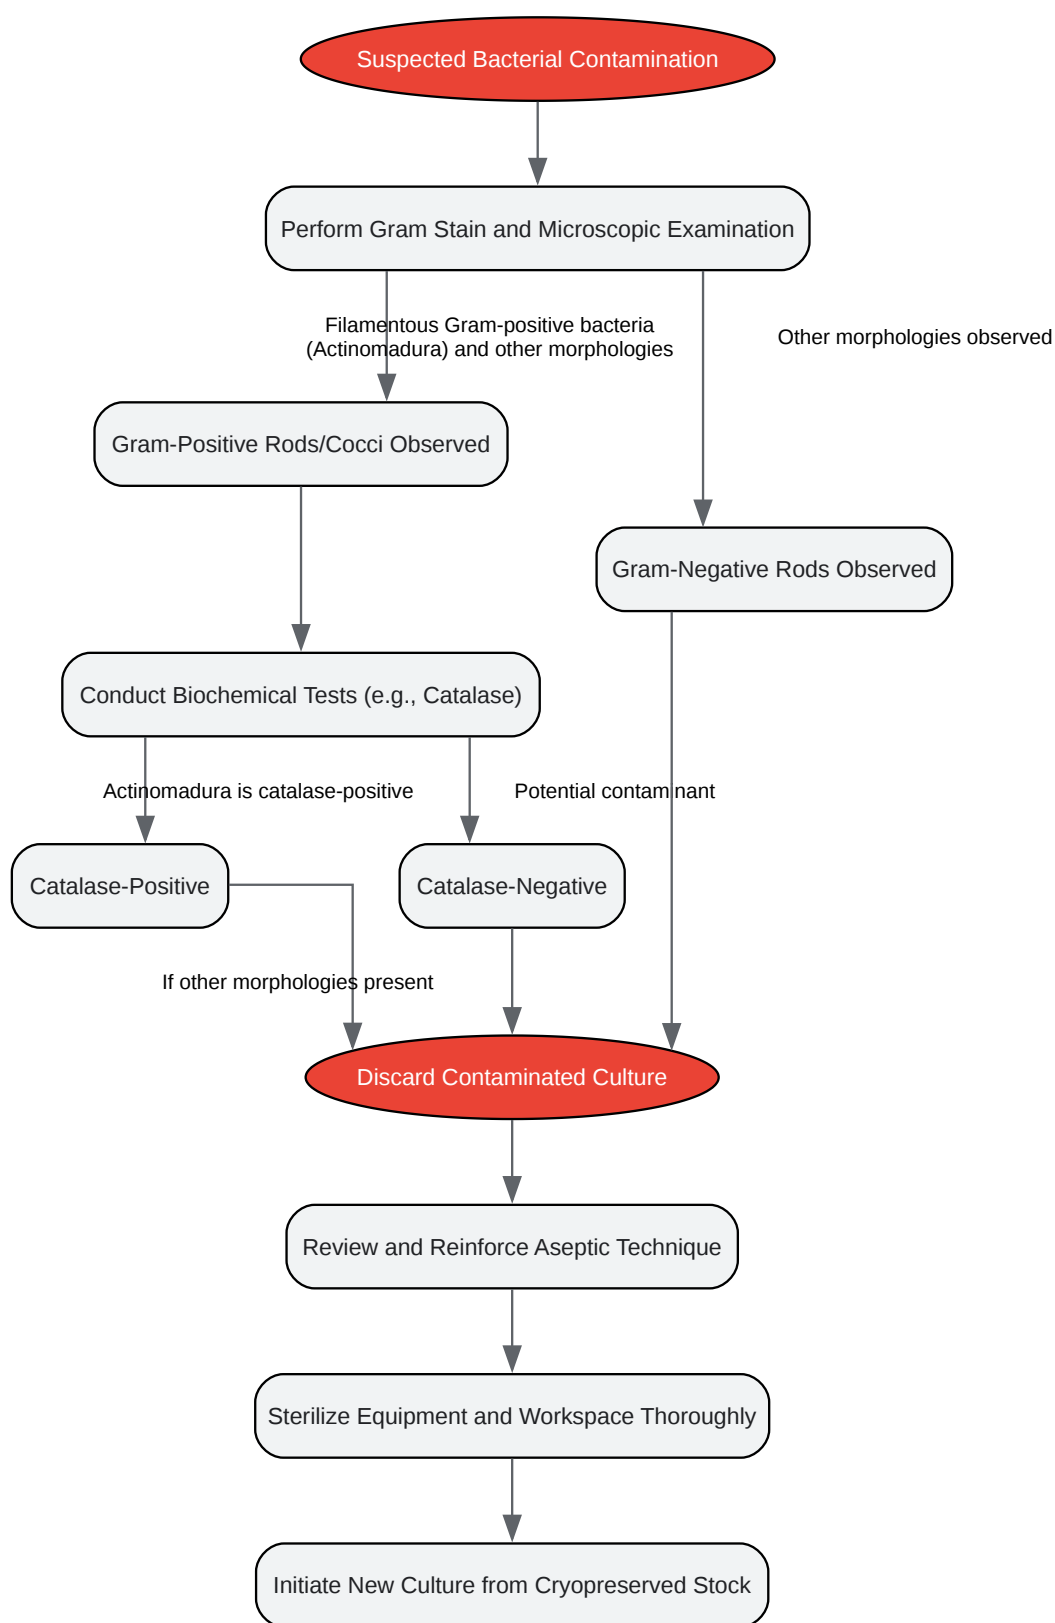 Suspected Bacterial Contamination
Perform Gram Stain and Microscopic Examination
Filamentous Gram-positive bacteria
(Actinomadura) and other morphologies
Other morphologies observed
Gram-Positive Rods/Cocci Observed
Gram-Negative Rods Observed
Conduct Biochemical Tests (e.g., Catalase)
Actinomadura is catalase-positive
Potential contaminant
Catalase-Positive
Catalase-Negative
If other morphologies present
Discard Contaminated Culture
Review and Reinforce Aseptic Technique
Sterilize Equipment and Workspace Thoroughly
Initiate New Culture from Cryopreserved Stock